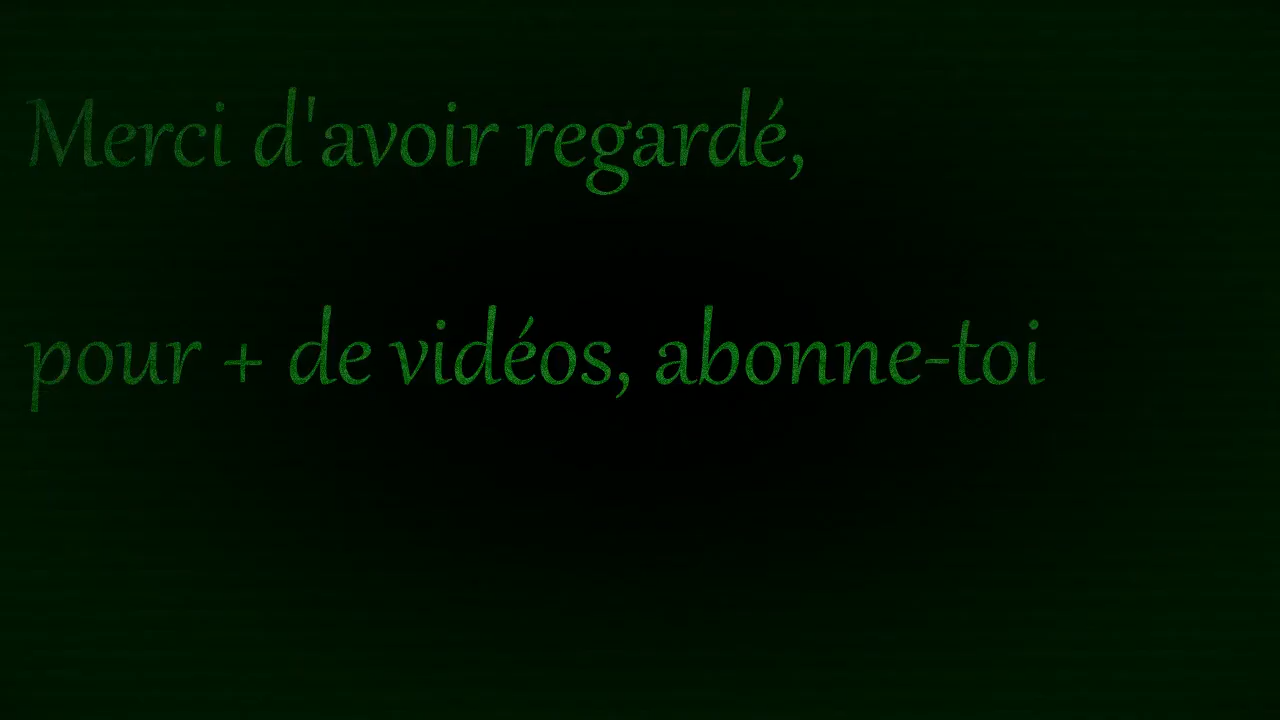 Merci d'avoir regardé,
pour + de vidéos, abonne-toi